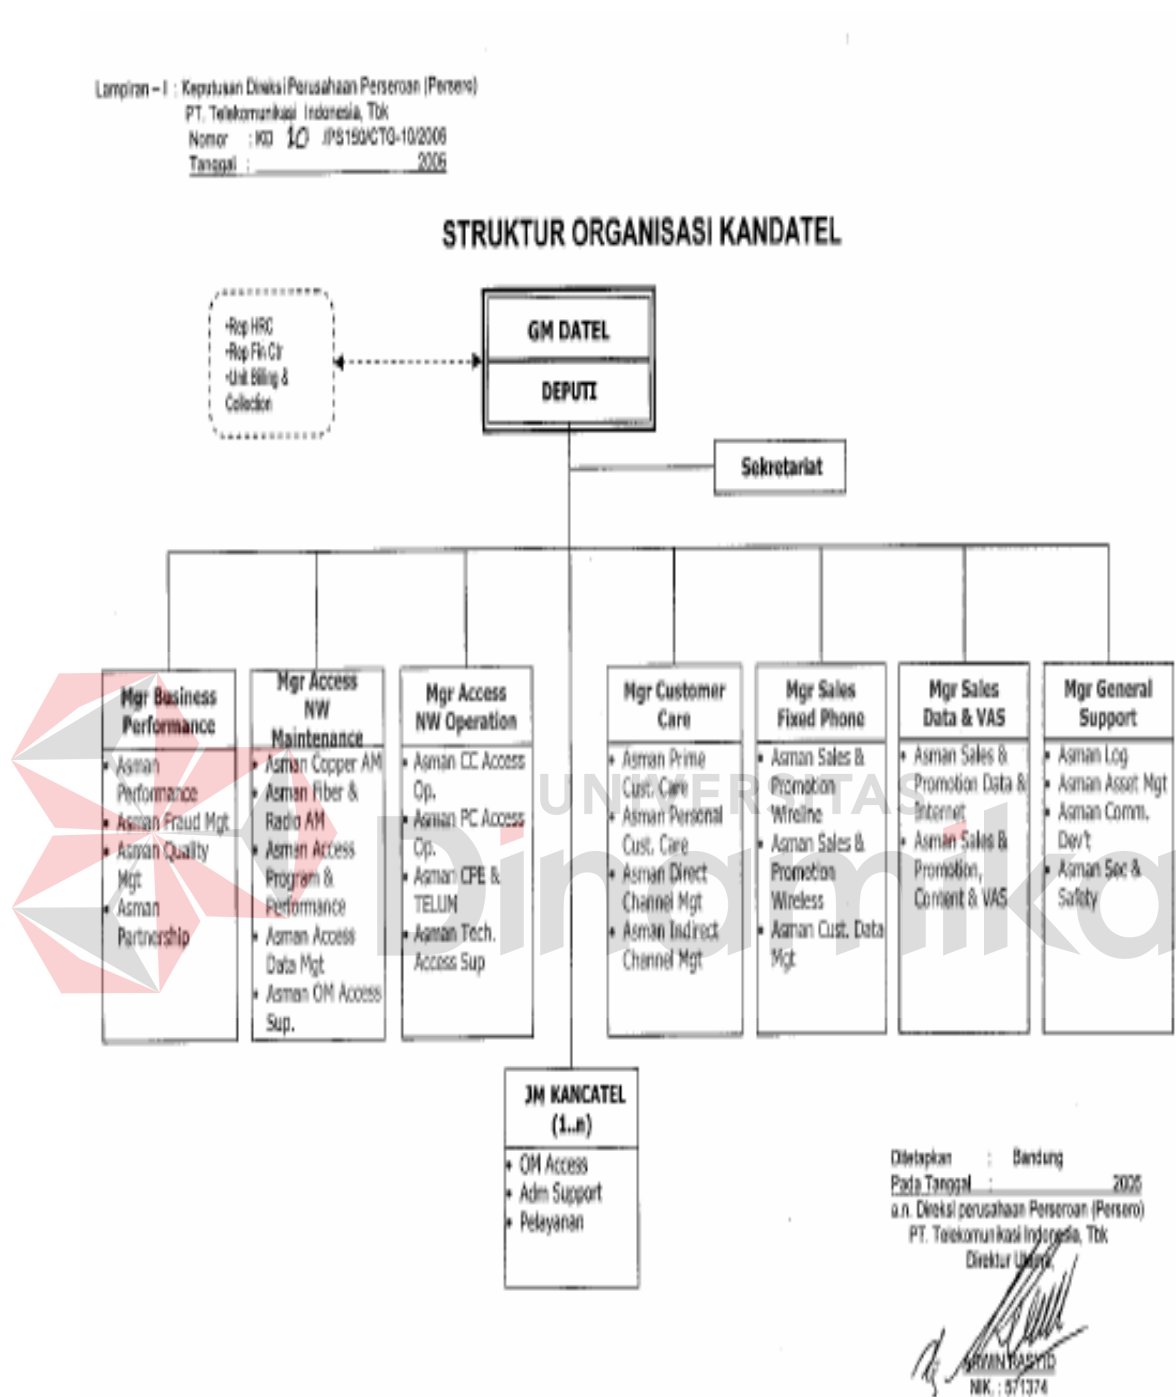 Lampiran – I : Keputusan Direksi Perusahaan Perseroan (Persero)
PT. Telekomunikasi Indonesia, Tbk
Nomor : KD 20 /PS150/CTG-10/2006
Tanggal : 2006
STRUKTUR ORGANISASI KANDATEL
-Rep HRC
-Rep Fin Ctr
-Unit Billing &
Collection
GM DATEL
DEPUTI
Sekretariat
Mgr Business
Performance
• Asman
Performance
• Asman Fraud Mgt
• Asman Quality
Mgt
• Asman
Partnership
Mgr Access
NW
Maintenance
• Asman Copper AM
• Asman Fiber &
Radio AM
• Asman Access
Program &
Performance
• Asman Access
Data Mgt
• Asman OM Access
Sup.
Mgr Access
NW Operation
• Asman CC Access
Op.
• Asman PC Access
Op.
• Asman CPE &
TELUM
• Asman Tech.
Access Sup
Mgr Customer
Care
• Asman Prime
Cust. Care
• Asman Personal
Cust. Care
• Asman Direct
Channel Mgt
• Asman Indirect
Channel Mgt
Mgr Sales
Fixed Phone
• Asman Sales &
Promotion
Wireline
• Asman Sales &
Promotion
Wireless
• Asman Cust. Data
Mgt
Mgr Sales
Data & VAS
• Asman Sales &
Promotion Data &
Internet
• Asman Sales &
Promotion,
Content & VAS
Mgr General
Support
• Asman Log
• Asman Asset Mgt
• Asman Comm.
Dev't
• Asman Sec &
Safety
UNIVERSITAS
Dinamika
JM KANCATEL
(1..n)
• OM Access
• Adm Support
• Pelayanan
Ditetapkan : Bandung
Pada Tanggal : 2005
a.n. Direksi perusahaan Perseroan (Persero)
PT. Telekomunikasi Indonesia, Tbk
Direktur Utama,
ARWIN RASYID
NIK. : 571374